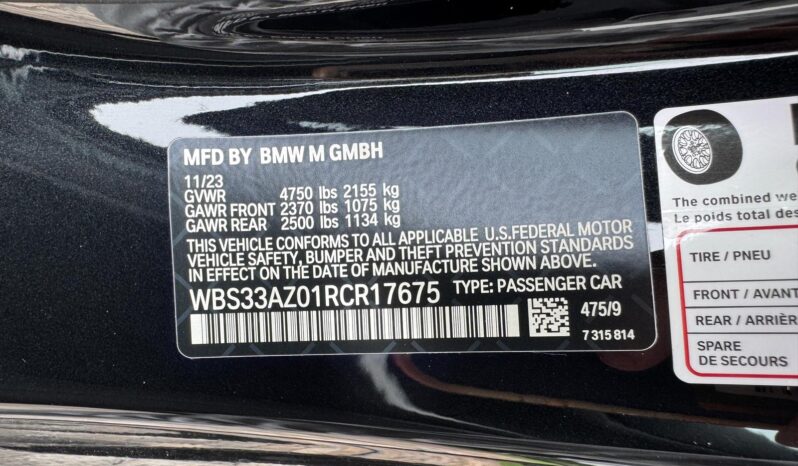 MFD BY BMW M GMBH
11/23
GVWR 4750 lbs 2155 kg
GAWR FRONT 2370 lbs 1075 kg
GAWR REAR 2500 lbs 1134 kg
THIS VEHICLE CONFORMS TO ALL APPLICABLE U.S.FEDERAL MOTOR
VEHICLE SAFETY, BUMPER AND THEFT PREVENTION STANDARDS
IN EFFECT ON THE DATE OF MANUFACTURE SHOWN ABOVE.
WBS33AZ01RCR17675 TYPE: PASSENGER CAR
475/9
7 315 814
The combined we
Le poids total des
TIRE / PNEU
FRONT / AVANT
REAR / ARRIÈR
SPARE
DE SECOURS